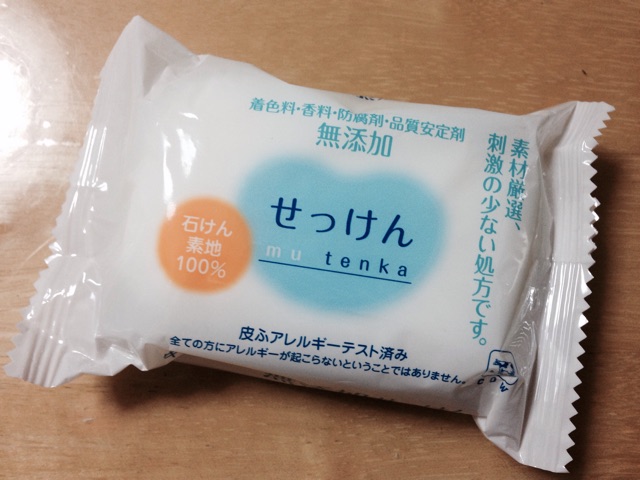 着色料・香料・防腐剤・品質安定剤
無添加
素材厳選、
刺激の少ない処方です。
せっけん
mu tenka
石けん
素地
100%
皮ふアレルギーテスト済み
全ての方にアレルギーが起こらないということではありません。
COW